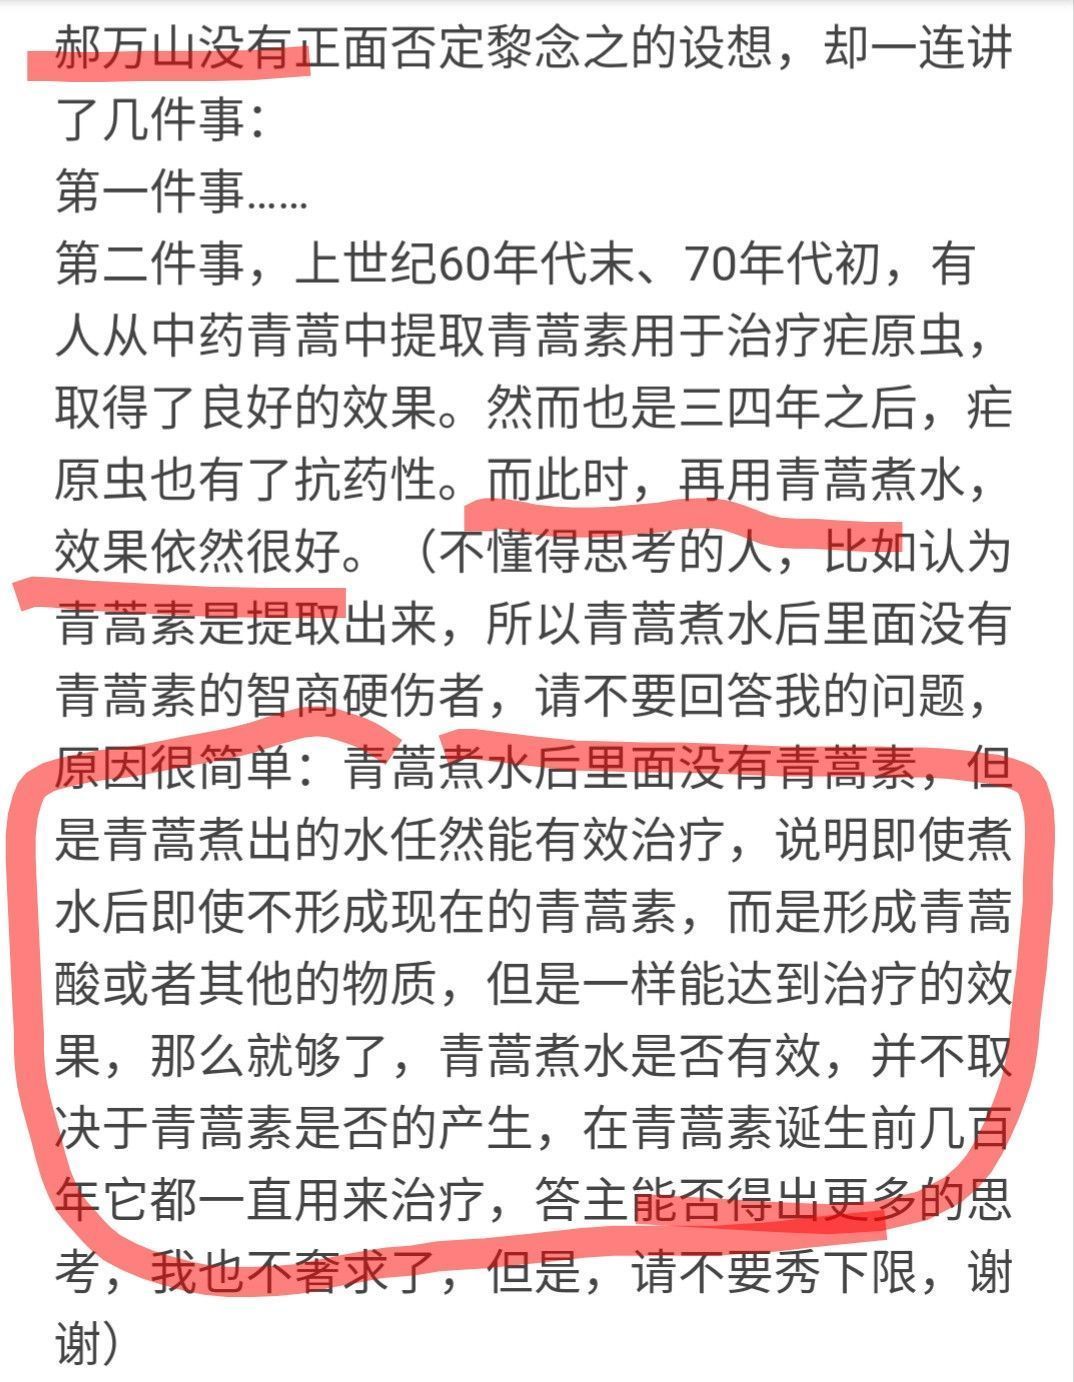 郝万山没有正面否定黎念之的设想，却一连讲
了几件事：
第一件事……
第二件事，上世纪60年代末、70年代初，有
人从中药青蒿中提取青蒿素用于治疗疟原虫，
取得了良好的效果。然而也是三四年之后，疟
原虫也有了抗药性。而此时，再用青蒿煮水，
效果依然很好。（不懂得思考的人，比如认为
青蒿素是提取出来，所以青蒿煮水后里面没有
青蒿素的智商硬伤者，请不要回答我的问题，
原因很简单：青蒿煮水后里面没有青蒿素，但
是青蒿煮出的水任然能有效治疗，说明即使煮
水后即使不形成现在的青蒿素，而是形成青蒿
酸或者其他的物质，但是一样能达到治疗的效
果，那么就够了，青蒿煮水是否有效，并不取
决于青蒿素是否的产生，在青蒿素诞生前几百
年它都一直用来治疗，答主能否得出更多的思
考，我也不奢求了，但是，请不要秀下限，谢
谢）